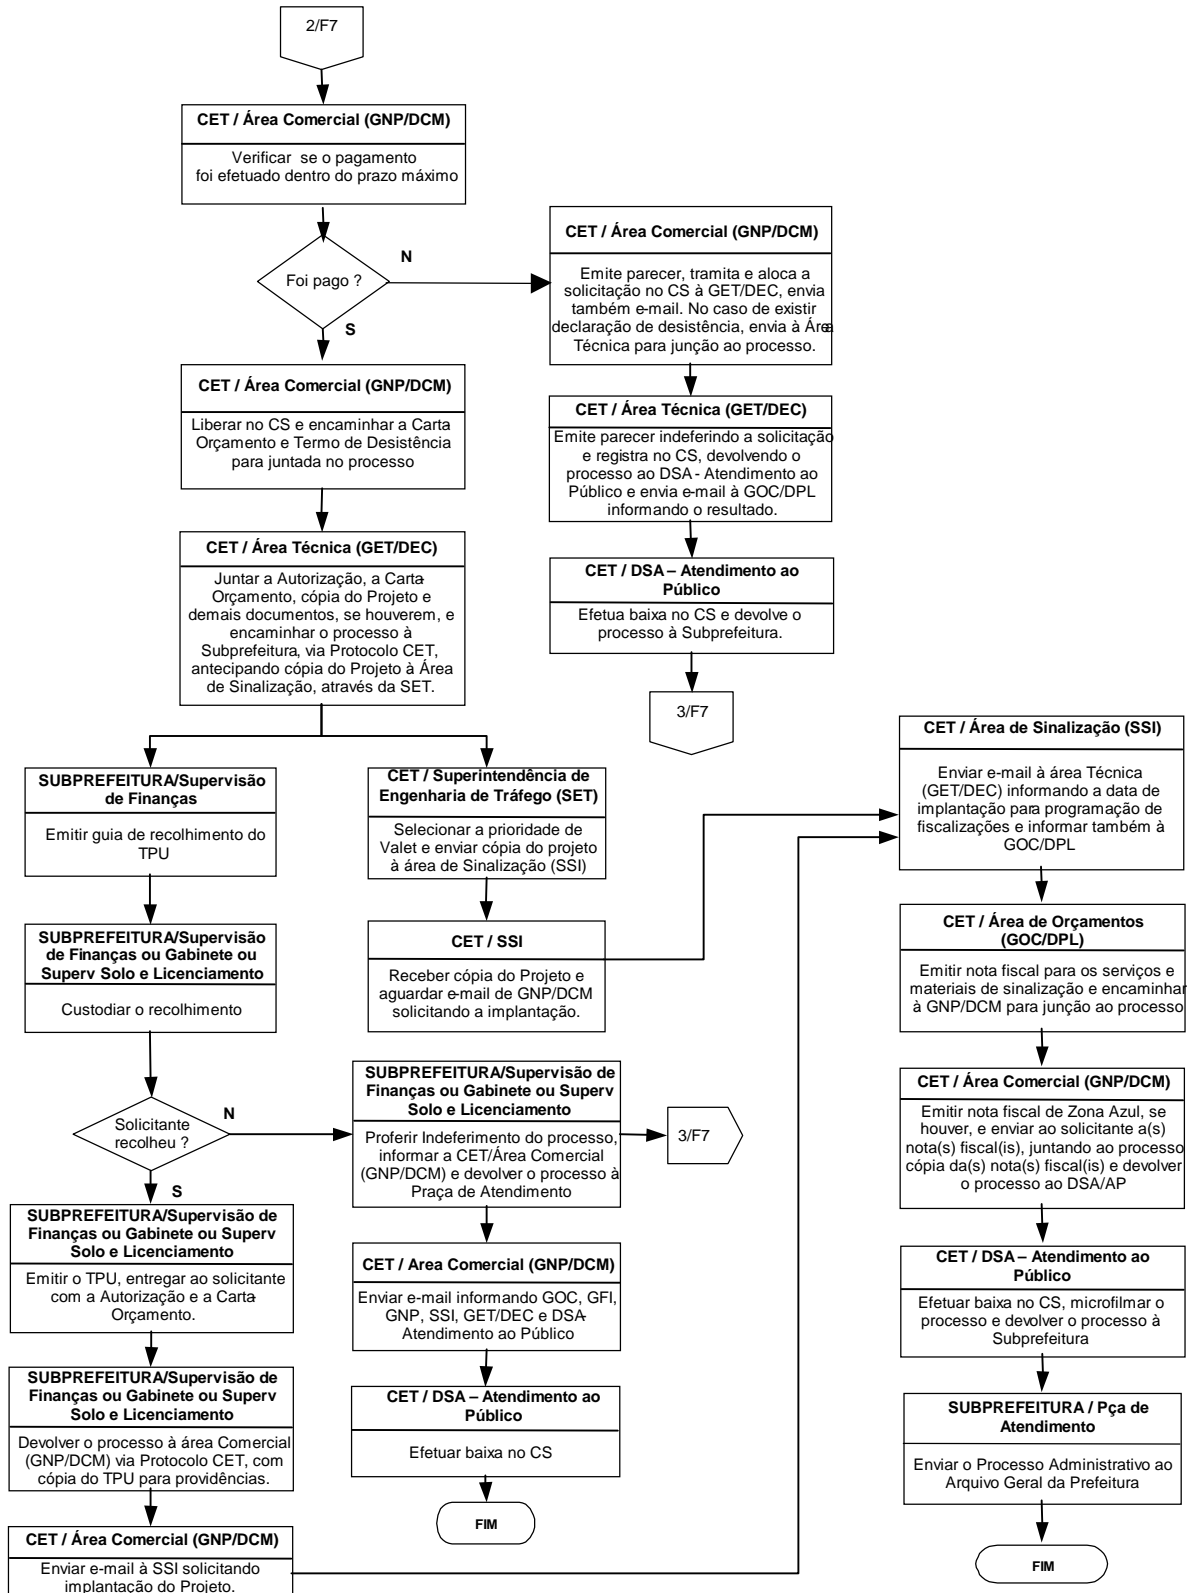 2/F7
CET / Área Comercial (GNP/DCM)
Verificar se o pagamento
foi efetuado dentro do prazo máximo
Foi pago ?
N
S
CET / Área Comercial (GNP/DCM)
Emite parecer, tramita e aloca a
solicitação no CS à GET/DEC, envia
também e-mail. No caso de existir
declaração de desistência, envia à Área
Técnica para junção ao processo.
CET / Área Técnica (GET/DEC)
Emite parecer indeferindo a solicitação
e registra no CS, devolvendo o
processo ao DSA - Atendimento ao
Público e envia e-mail à GOC/DPL
informando o resultado.
CET / DSA – Atendimento ao
Público
Efetua baixa no CS e devolve o
processo à Subprefeitura.
3/F7
CET / Área Comercial (GNP/DCM)
Liberar no CS e encaminhar a Carta
Orçamento e Termo de Desistência
para juntada no processo
CET / Área Técnica (GET/DEC)
Juntar a Autorização, a Carta-
Orçamento, cópia do Projeto e
demais documentos, se houverem, e
encaminhar o processo à
Subprefeitura, via Protocolo CET,
antecipando cópia do Projeto à Área
de Sinalização, através da SET.
SUBPREFEITURA/Supervisão
de Finanças
Emitir guia de recolhimento do
TPU
SUBPREFEITURA/Supervisão
de Finanças ou Gabinete ou
Superv Solo e Licenciamento
Custodiar o recolhimento
Solicitante
recolheu ?
N
S
SUBPREFEITURA/Supervisão de
Finanças ou Gabinete ou Superv
Solo e Licenciamento
Emitir o TPU, entregar ao solicitante
com a Autorização e a Carta-
Orçamento.
SUBPREFEITURA/Supervisão de
Finanças ou Gabinete ou Superv
Solo e Licenciamento
Devolver o processo à área Comercial
(GNP/DCM) via Protocolo CET, com
cópia do TPU para providências.
CET / Área Comercial (GNP/DCM)
Enviar e-mail à SSI solicitando
implantação do Projeto.
CET / Superintendência de
Engenharia de Tráfego (SET)
Selecionar a prioridade de
Valet e enviar cópia do projeto
à área de Sinalização (SSI)
CET / SSI
Receber cópia do Projeto e
aguardar e-mail de GNP/DCM
solicitando a implantação.
SUBPREFEITURA/Supervisão de
Finanças ou Gabinete ou Superv
Solo e Licenciamento
Proferir Indeferimento do processo,
informar a CET/Área Comercial
(GNP/DCM) e devolver o processo à
Praça de Atendimento
3/F7
CET / Area Comercial (GNP/DCM)
Enviar e-mail informando GOC, GFI,
GNP, SSI, GET/DEC e DSA-
Atendimento ao Público
CET / DSA – Atendimento ao
Público
Efetuar baixa no CS
FIM
CET / Área de Sinalização (SSI)
Enviar e-mail à área Técnica
(GET/DEC) informando a data de
implantação para programação de
fiscalizações e informar também à
GOC/DPL
CET / Área de Orçamentos
(GOC/DPL)
Emitir nota fiscal para os serviços e
materiais de sinalização e encaminhar
à GNP/DCM para junção ao processo
CET / Área Comercial (GNP/DCM)
Emitir nota fiscal de Zona Azul, se
houver, e enviar ao solicitante a(s)
nota(s) fiscal(is), juntando ao processo
cópia da(s) nota(s) fiscal(is) e devolver
o processo ao DSA/AP
CET / DSA – Atendimento ao
Público
Efetuar baixa no CS, microfilmar o
processo e devolver o processo à
Subprefeitura
SUBPREFEITURA / Pça de
Atendimento
Enviar o Processo Administrativo ao
Arquivo Geral da Prefeitura
FIM